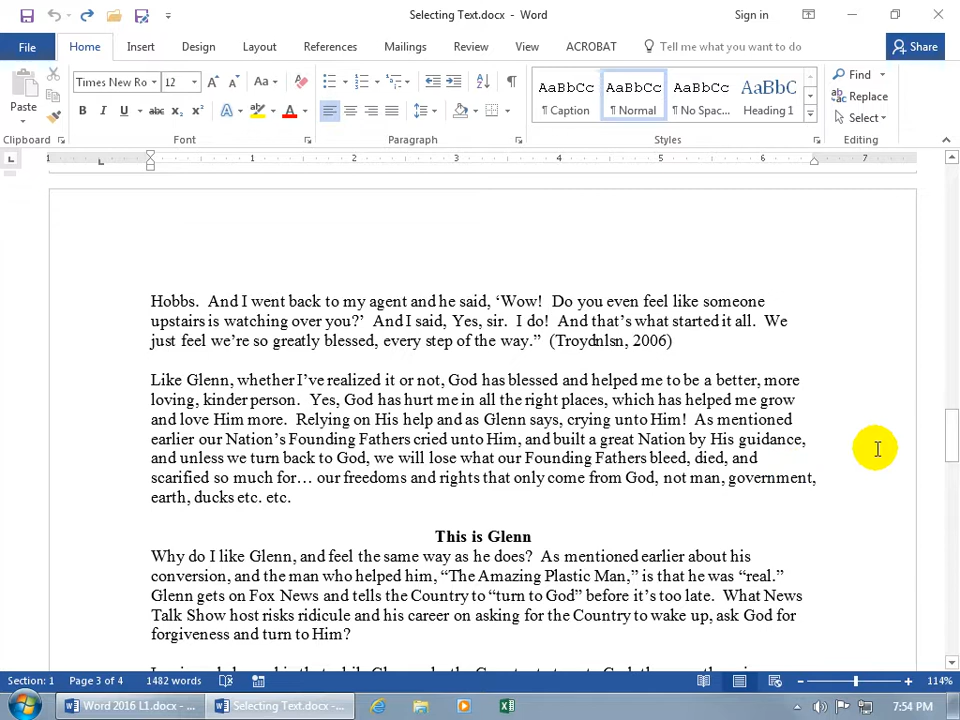 Selecting Text.docx - Word
Sign in
File Home Insert Design Layout References Mailings Review View ACROBAT Tell me what you want to do Share
Paste
Times New Ro 12 Aa
B I U abc A
AaBbCc AaBbCc AaBbCc AaBbCc
¶ Caption ¶ Normal ¶ No Spac... Heading 1
Find
Replace
Select
Clipboard Font Paragraph Styles Editing
1 1 2 3 4 5 6 7
Hobbs. And I went back to my agent and he said, ‘Wow! Do you even feel like someone
upstairs is watching over you?’ And I said, Yes, sir. I do! And that’s what started it all. We
just feel we’re so greatly blessed, every step of the way.” (Troydnlsn, 2006)
Like Glenn, whether I’ve realized it or not, God has blessed and helped me to be a better, more
loving, kinder person. Yes, God has hurt me in all the right places, which has helped me grow
and love Him more. Relying on His help and as Glenn says, crying unto Him! As mentioned
earlier our Nation’s Founding Fathers cried unto Him, and built a great Nation by His guidance,
and unless we turn back to God, we will lose what our Founding Fathers bleed, died, and
scarified so much for… our freedoms and rights that only come from God, not man, government,
earth, ducks etc. etc.
This is Glenn
Why do I like Glenn, and feel the same way as he does? As mentioned earlier about his
conversion, and the man who helped him, “The Amazing Plastic Man,” is that he was “real.”
Glenn gets on Fox News and tells the Country to “turn to God” before it’s too late. What News
Talk Show host risks ridicule and his career on asking for the Country to wake up, ask God for
forgiveness and turn to Him?
Section: 1 Page 3 of 4 1482 words 114%
Word 2016 L1.docx - ... Selecting Text.docx - ... 7:54 PM